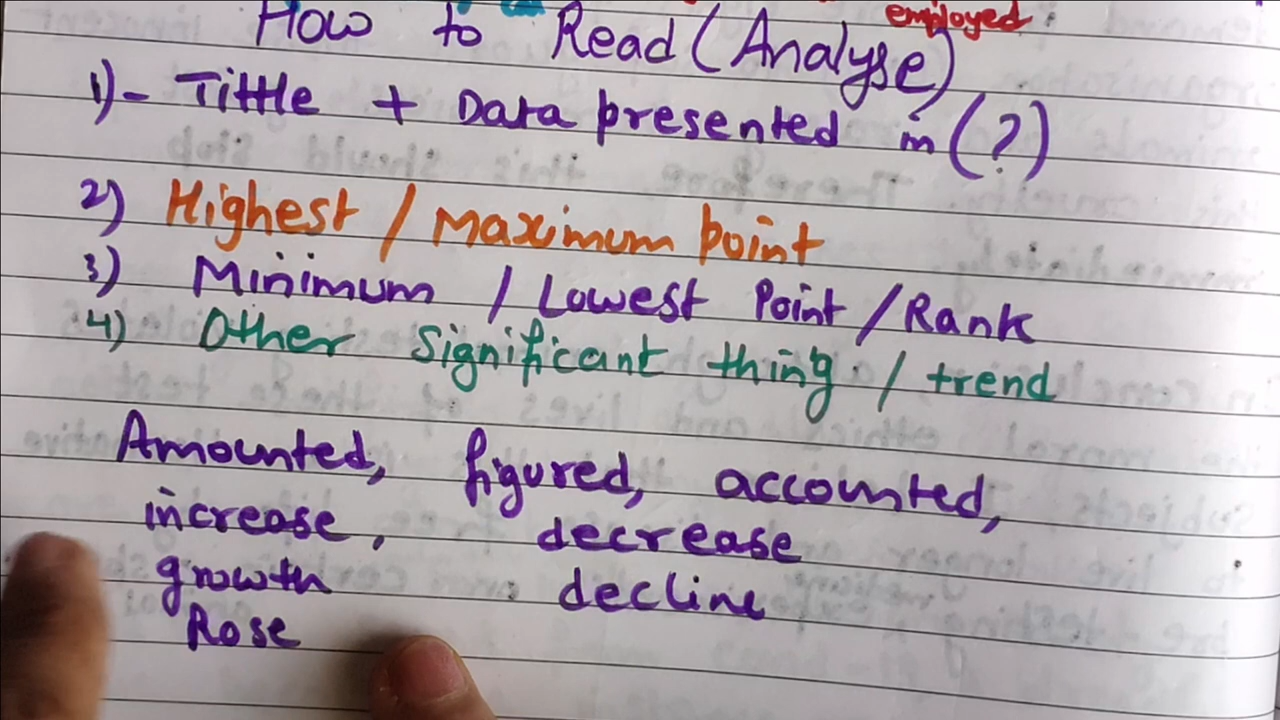 employed
How to Read (Analyse)
1)- Tittle + Data presented in (?)
2) Highest / Maximum point
3) Minimum / Lowest Point / Rank
4) Other significant thing / trend
Amounted, figured, accounted,
increase, decrease
growth decline
Rose